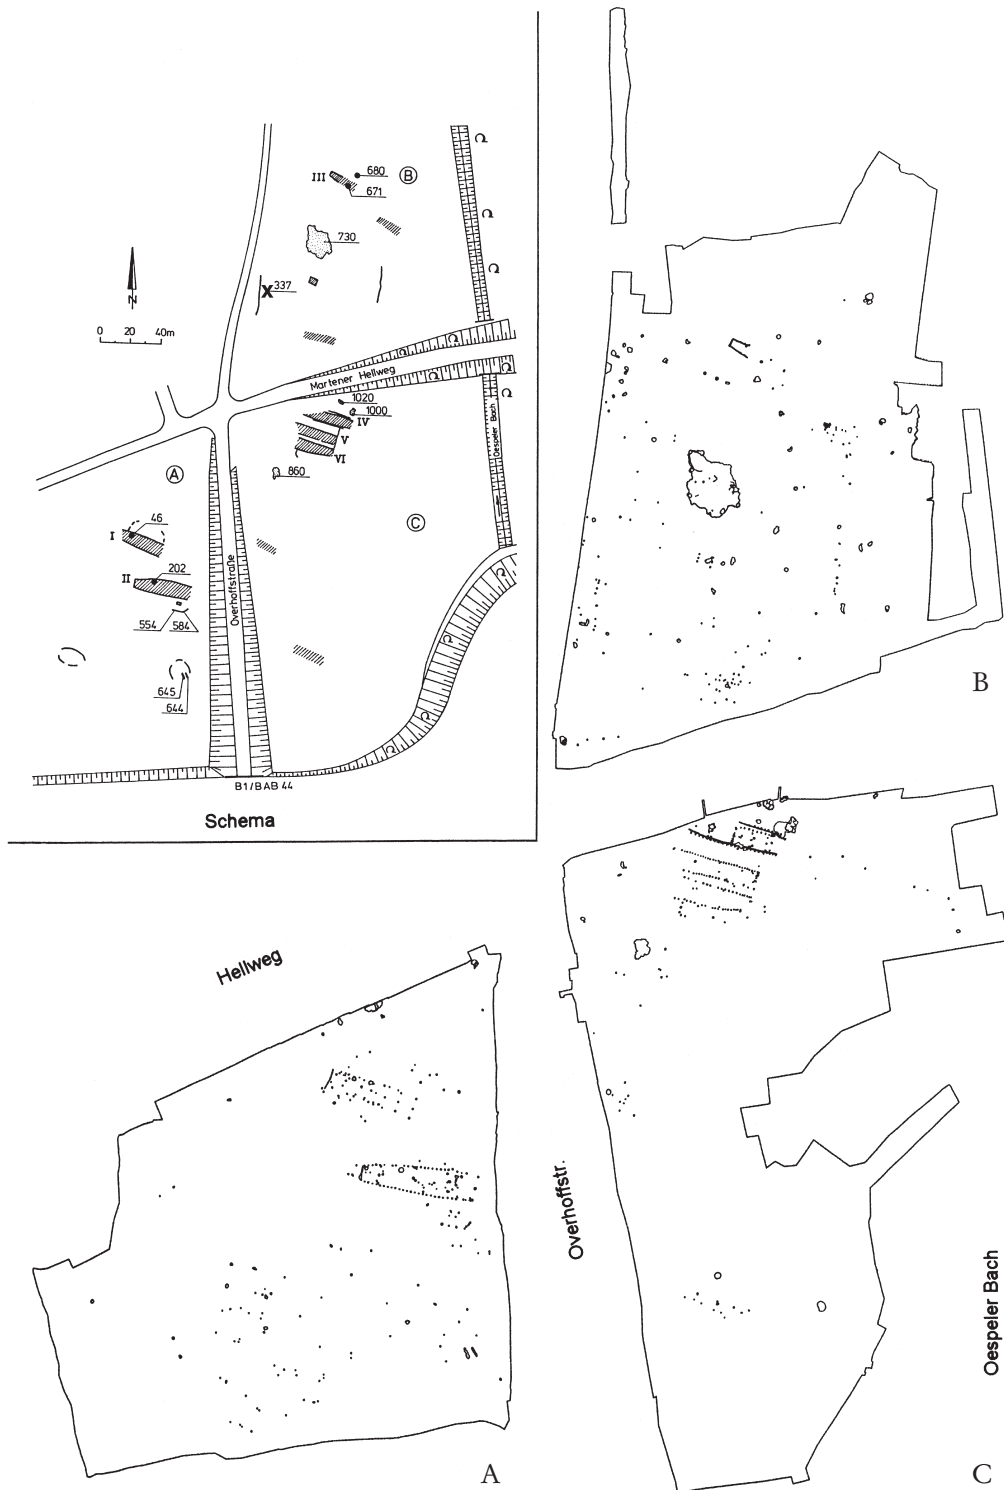 680
B
III
671
730
X 337
N
0 20 40m
Martener Hellweg
1020
1000
IV
V
VI
860
Oespeler Bach
A
C
46
I
202
II
Overhoffstraße
554 584
645
644
B1/BAB 44
Schema
B
Hellweg
Overhoffstr.
Oespeler Bach
A
C